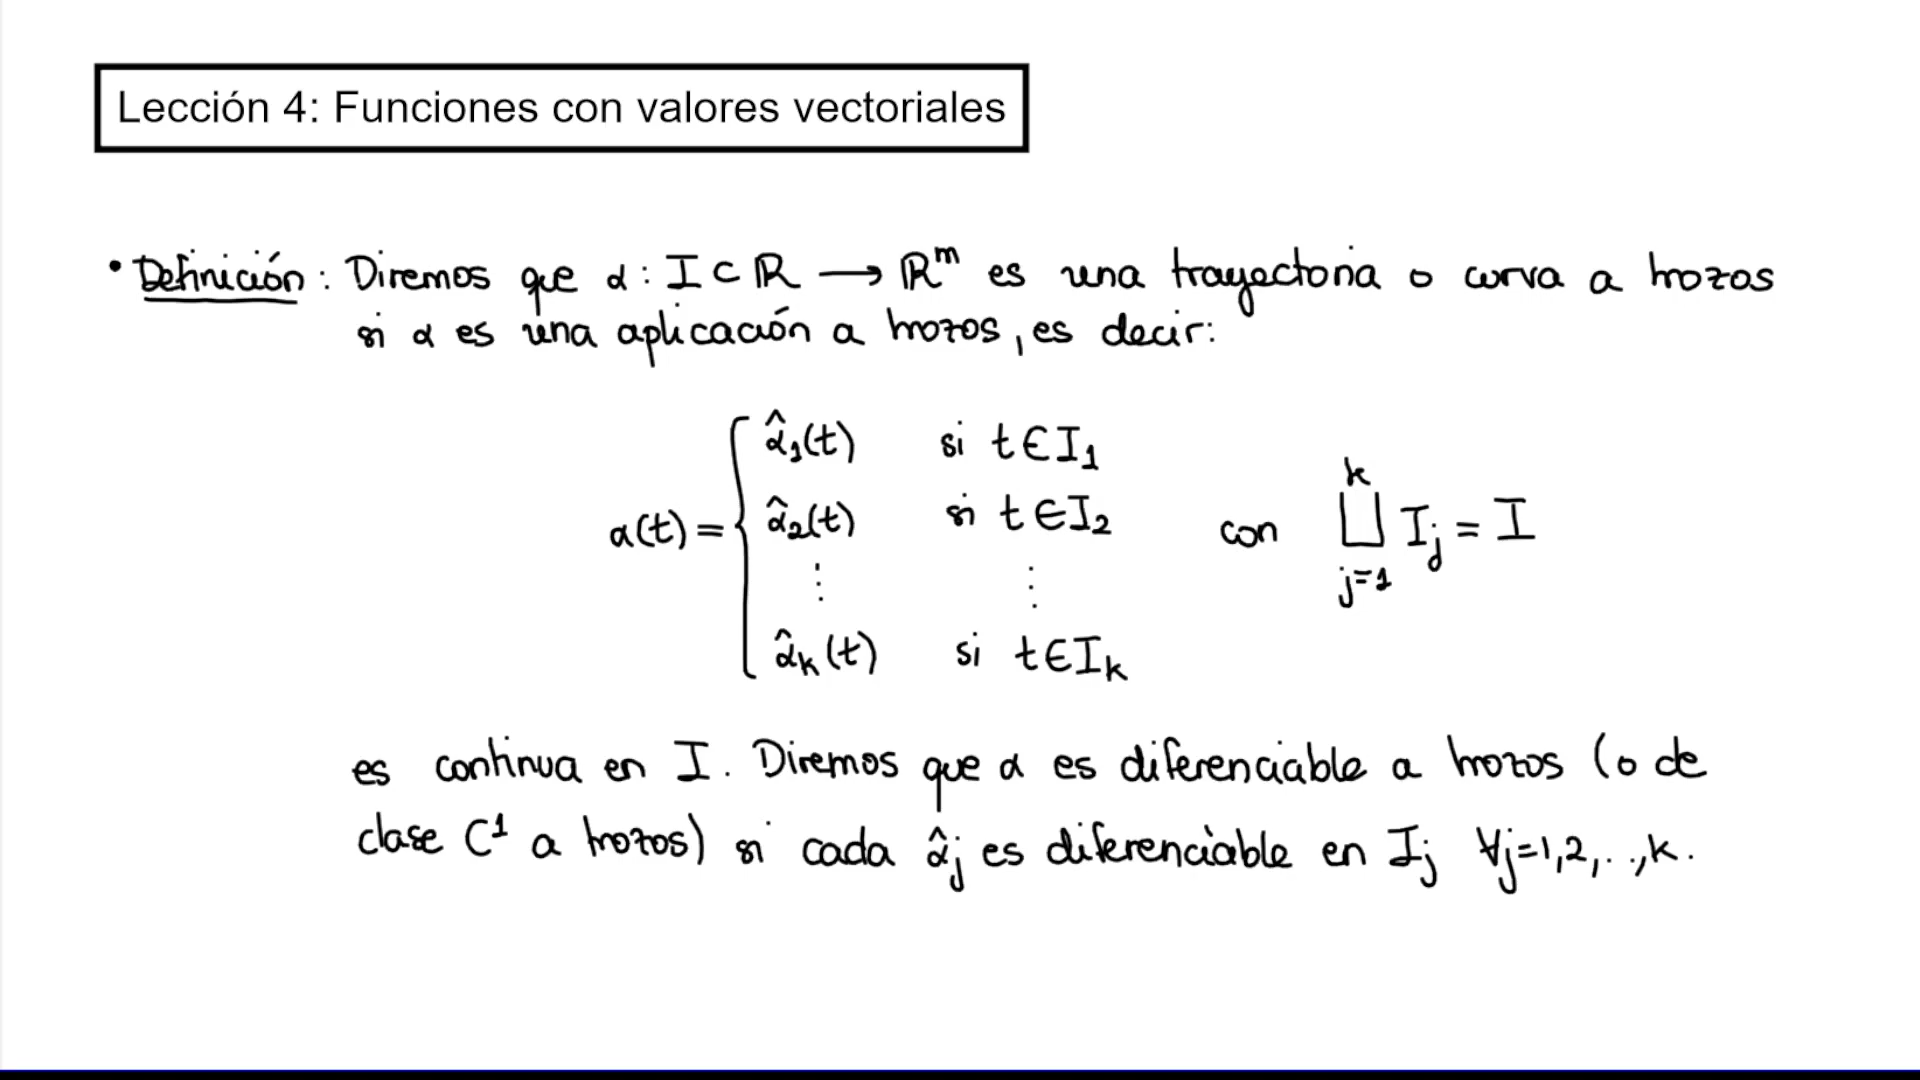 Lección 4: Funciones con valores vectoriales
• Definición: Diremos que α: I ⊂ ℝ ⟶ ℝᵐ es una trayectoria o curva a trozos
si α es una aplicación a trozos, es decir:
α(t) = { α̂₁(t) si t ∈ I₁
α̂₂(t) si t ∈ I₂
⋮ ⋮
α̂ₖ(t) si t ∈ Iₖ
con ⨆_{j=1}^{k} I_j = I
es continua en I. Diremos que α es diferenciable a trozos (o de
clase C¹ a trozos) si cada α̂_j es diferenciable en I_j ∀j=1,2,...,k.